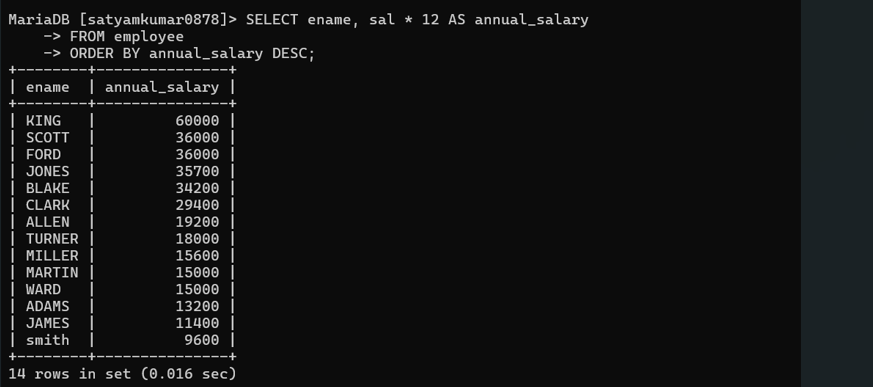 MariaDB [satyamkumar0878]> SELECT ename, sal * 12 AS annual_salary
    -> FROM employee
    -> ORDER BY annual_salary DESC;
+--------+---------------+
| ename  | annual_salary |
+--------+---------------+
| KING   |         60000 |
| SCOTT  |         36000 |
| FORD   |         36000 |
| JONES  |         35700 |
| BLAKE  |         34200 |
| CLARK  |         29400 |
| ALLEN  |         19200 |
| TURNER |         18000 |
| MILLER |         15600 |
| MARTIN |         15000 |
| WARD   |         15000 |
| ADAMS  |         13200 |
| JAMES  |         11400 |
| smith  |          9600 |
+--------+---------------+
14 rows in set (0.016 sec)